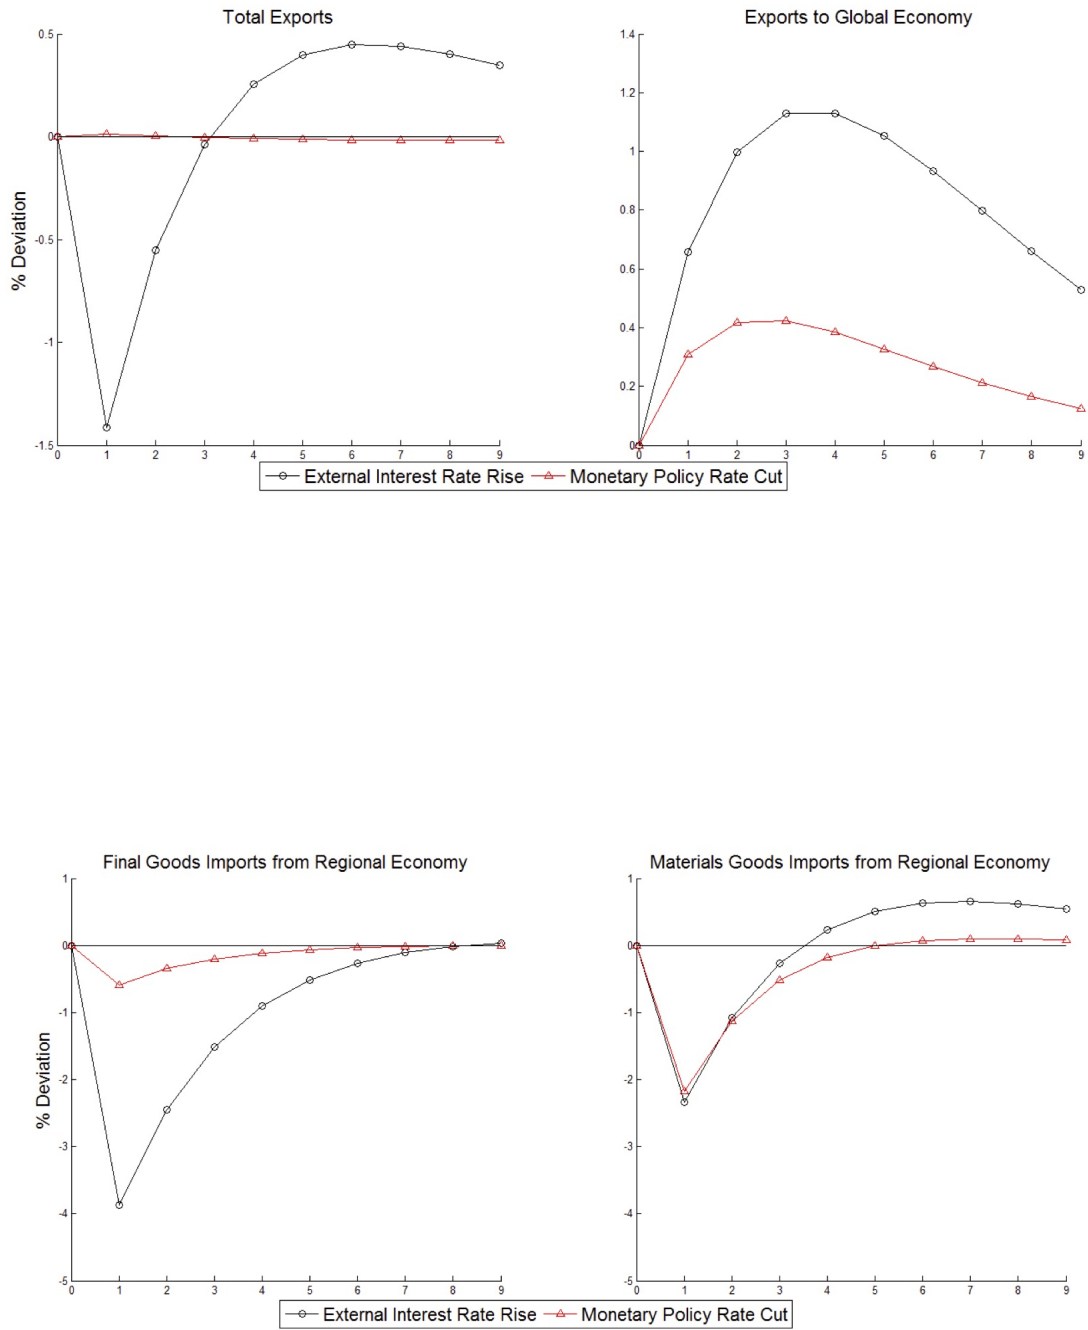 Total Exports
Exports to Global Economy
0.5
0
-0.5
-1
-1.5
% Deviation
0 1 2 3 4 5 6 7 8 9
1.4
1.2
1
0.8
0.6
0.4
0.2
0
0 1 2 3 4 5 6 7 8 9
External Interest Rate Rise Monetary Policy Rate Cut
Final Goods Imports from Regional Economy
Materials Goods Imports from Regional Economy
1
0
-1
-2
-3
-4
-5
% Deviation
0 1 2 3 4 5 6 7 8 9
1
0
-1
-2
-3
-4
-5
0 1 2 3 4 5 6 7 8 9
External Interest Rate Rise Monetary Policy Rate Cut